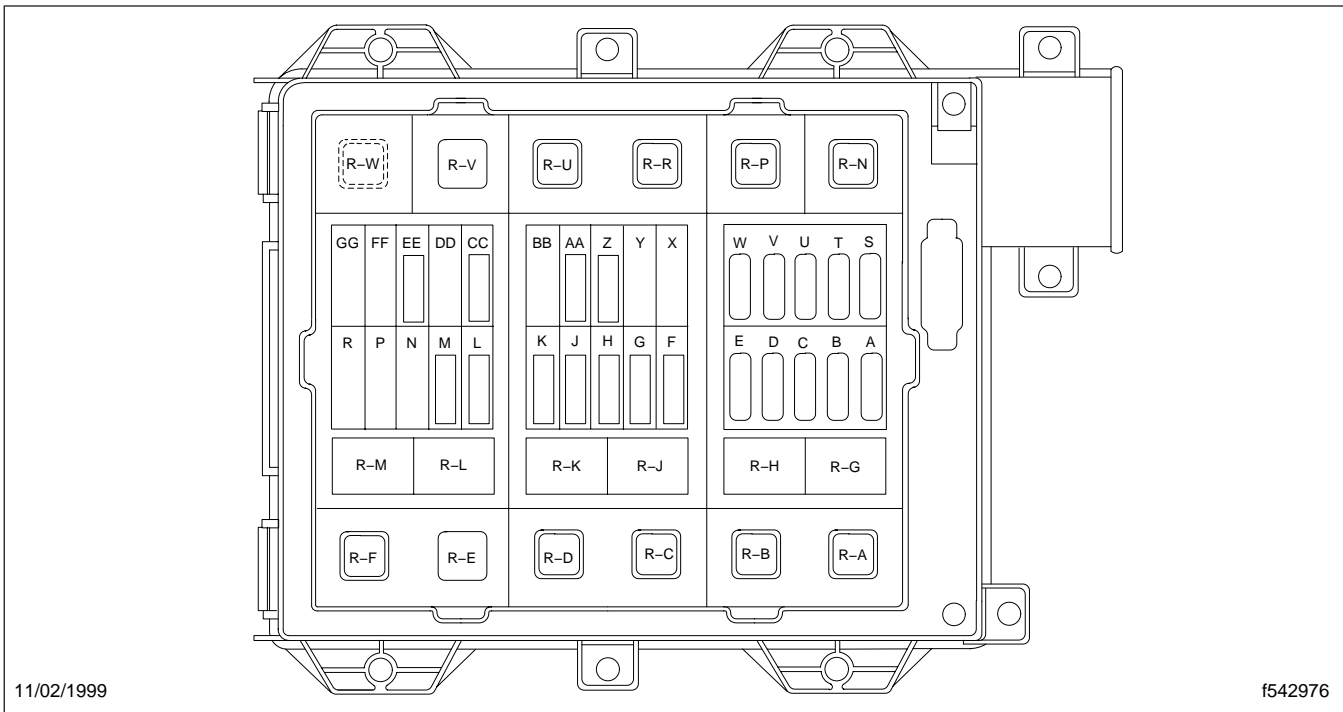 R–W R–V R–U R–R R–P R–N
GG FF EE DD CC BB AA Z Y X W V U T S
R P N M L K J H G F E D C B A
R–M R–L R–K R–J R–H R–G
R–F R–E R–D R–C R–B R–A
11/02/1999 f542976